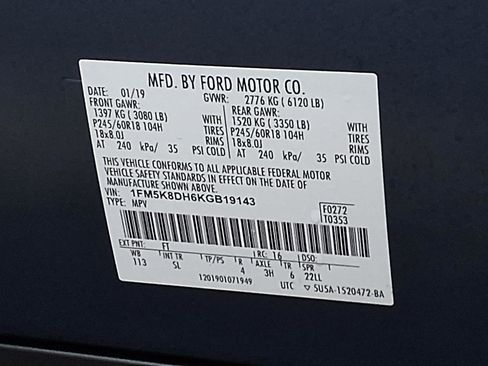 MFD. BY FORD MOTOR CO.
DATE: 01/19 GVWR: 2776 KG ( 6120 LB)
FRONT GAWR: REAR GAWR:
1397 KG ( 3080 LB) WITH 1520 KG ( 3350 LB) WITH
P245/60R18 104H TIRES P245/60R18 104H TIRES
18x8.0J RIMS 18x8.0J RIMS
AT 240 kPa/ 35 PSI COLD AT 240 kPa/ 35 PSI COLD
THIS VEHICLE CONFORMS TO ALL APPLICABLE FEDERAL MOTOR
VEHICLE SAFETY STANDARDS IN EFFECT ON THE DATE OF
MANUFACTURE SHOWN ABOVE.
VIN: 1FM5K8DH6KGB19143
TYPE: MPV
F0272
T0353
EXT PNT: FT RC: 16 DSO:
WB INT TR TP/PS R AXLE TR SPR
113 SL 4 3H 6 22LL
1201901071949 UTC ▽ 5U5A-1520472-BA